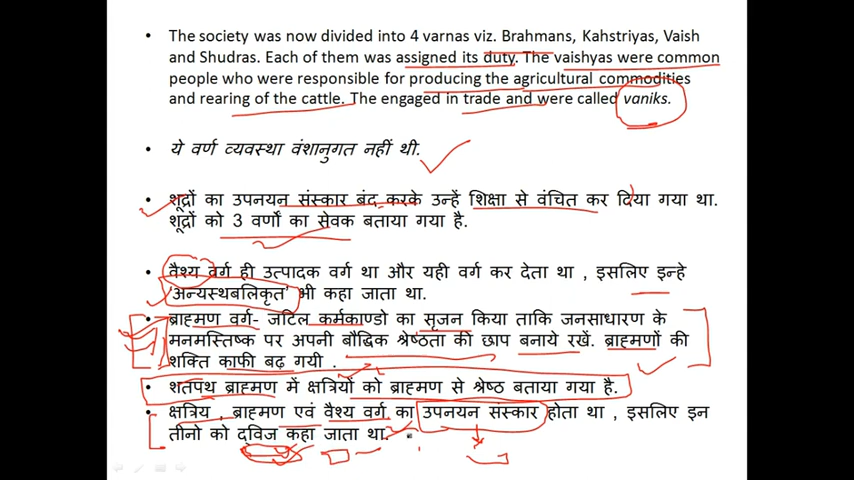 • The society was now divided into 4 varnas viz. Brahmans, Kahstriyas, Vaish
and Shudras. Each of them was assigned its duty. The vaishyas were common
people who were responsible for producing the agricultural commodities
and rearing of the cattle. The engaged in trade and were called vaniks.
• ये वर्ण व्यवस्था वंशानुगत नहीं थी.
• शूद्रों का उपनयन संस्कार बंद करके उन्हें शिक्षा से वंचित कर दिया गया था.
शूद्रों को 3 वर्णों का सेवक बताया गया है.
• वैश्य वर्ग ही उत्पादक वर्ग था और यही वर्ग कर देता था , इसलिए इन्हे
'अन्यस्थबलिकृत' भी कहा जाता था.
• ब्राह्मण वर्ग- जटिल कर्मकाण्डो का सृजन किया ताकि जनसाधारण के
मनमस्तिष्क पर अपनी बौद्धिक श्रेष्ठता की छाप बनाये रखें. ब्राह्मणों की
शक्ति काफी बढ़ गयी .
• शतपथ ब्राह्मण में क्षत्रियों को ब्राह्मण से श्रेष्ठ बताया गया है.
• क्षत्रिय , ब्राह्मण एवं वैश्य वर्ग का उपनयन संस्कार होता था , इसलिए इन
तीनो को द्विज कहा जाता था.